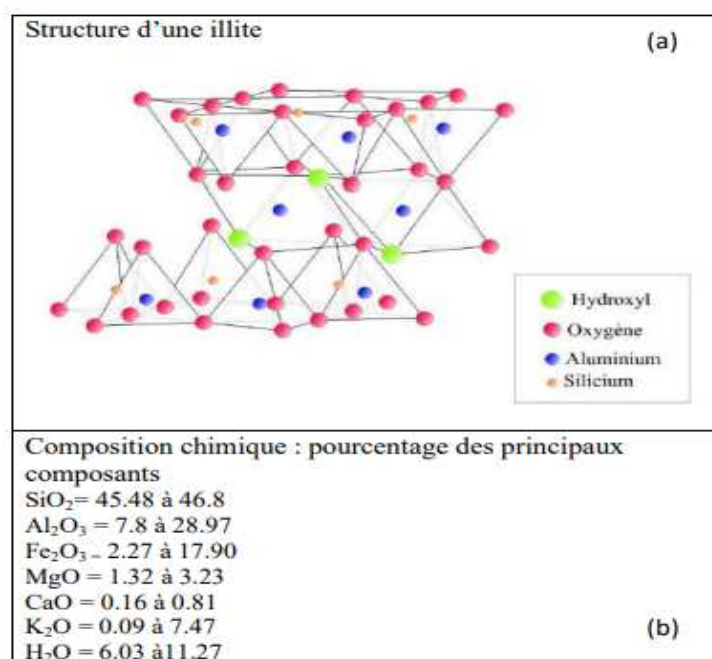 Structure d’une illite
(a)
Hydroxyl
Oxygène
Aluminium
Silicium
Composition chimique : pourcentage des principaux
composants
SiO₂= 45.48 à 46.8
Al₂O₃ = 7.8 à 28.97
Fe₂O₃ₓ 2.27 à 17.90
MgO = 1.32 à 3.23
CaO = 0.16 à 0.81
K₂O = 0.09 à 7.47
(b)
H₂O = 6.03 à11.27